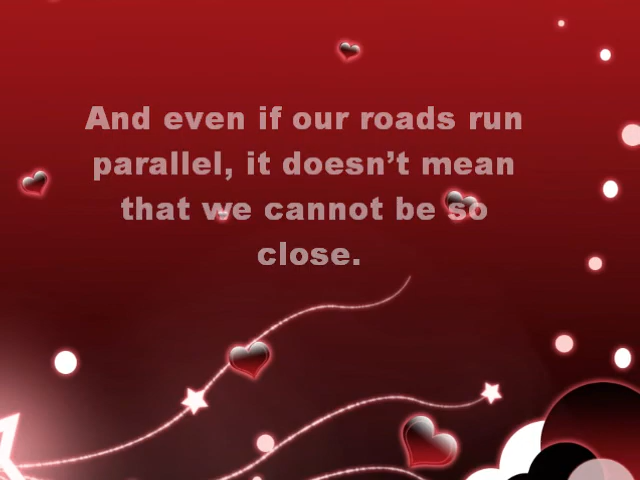 And even if our roads run
parallel, it doesn’t mean
that we cannot be so
close.